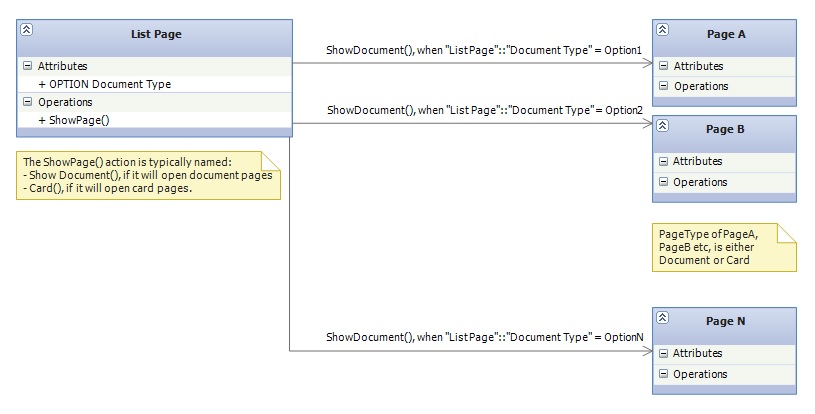 List Page
Attributes
+ OPTION Document Type
Operations
+ ShowPage()
The ShowPage() action is typically named:
- Show Document(), if it will open document pages
- Card(), if it will open card pages.
ShowDocument(), when "List Page"::"Document Type" = Option1
ShowDocument(), when "List Page"::"Document Type" = Option2
ShowDocument(), when "List Page"::"Document Type" = OptionN
Page A
Attributes
Operations
Page B
Attributes
Operations
PageType of PageA,
PageB etc, is either
Document or Card
Page N
Attributes
Operations